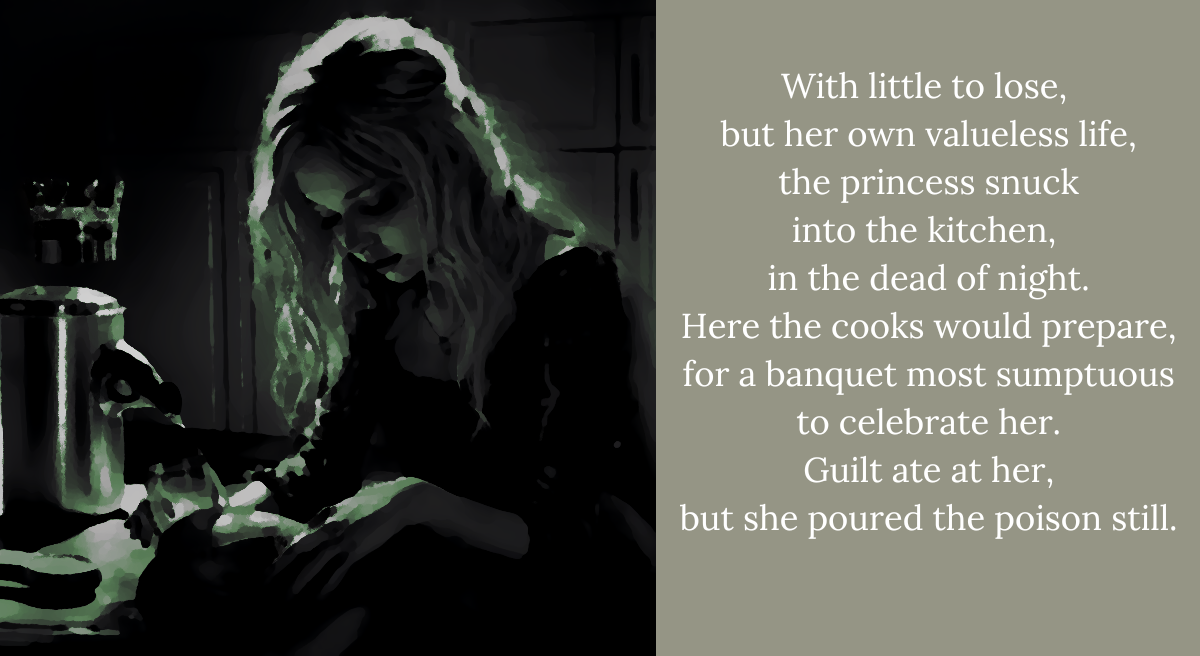 With little to lose,
but her own valueless life,
the princess snuck
into the kitchen,
in the dead of night.
Here the cooks would prepare,
for a banquet most sumptuous
to celebrate her.
Guilt ate at her,
but she poured the poison still.